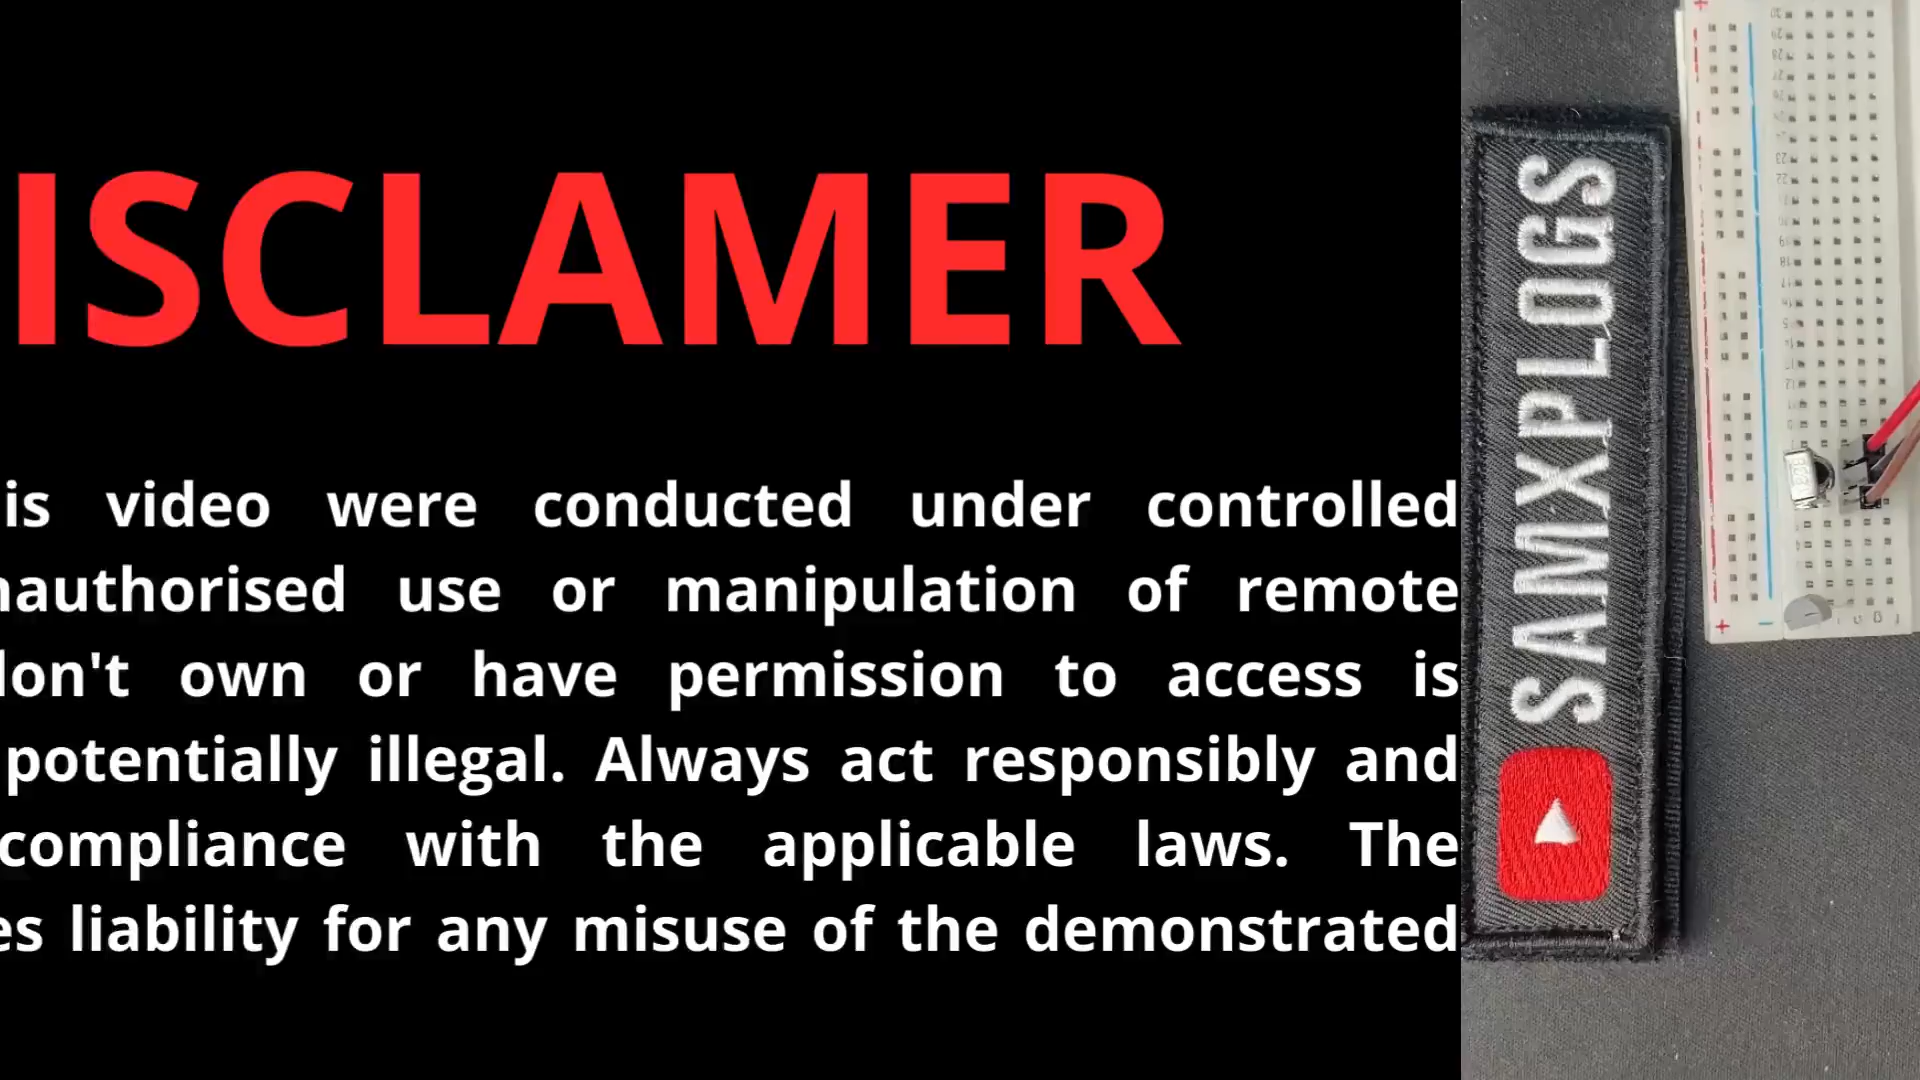 ISCLAMER
is video were conducted under controlled
nauthorised use or manipulation of remote
don't own or have permission to access is
potentially illegal. Always act responsibly and
compliance with the applicable laws. The
es liability for any misuse of the demonstrated
SAMXPLOGS